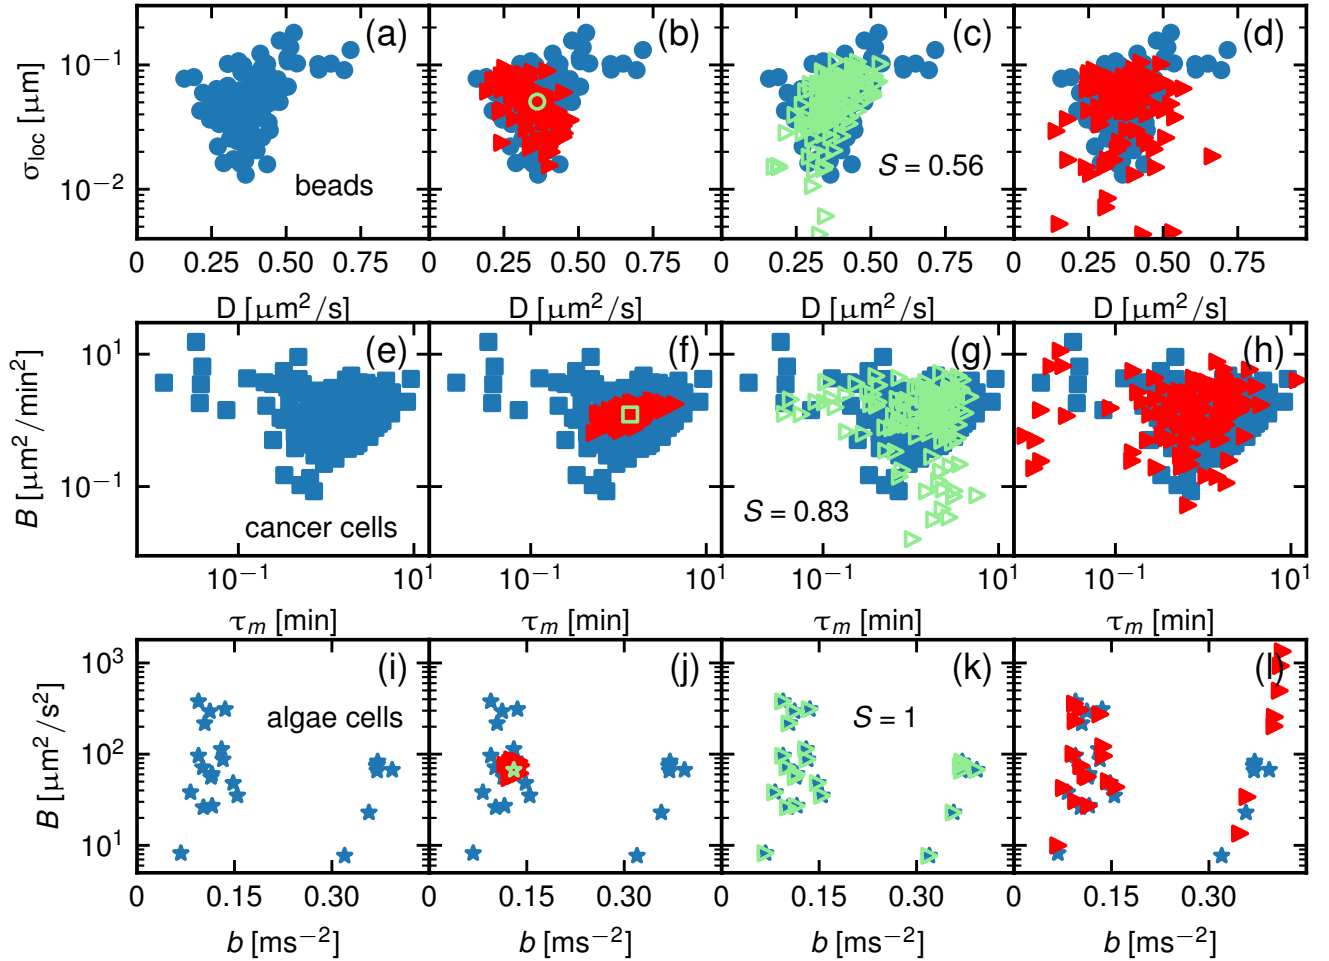 (a) (b) (c) (d)
σ_loc [μm]
10⁻¹
10⁻²
beads
S = 0.56
0 0.25 0.50 0.75 0 0.25 0.50 0.75 0 0.25 0.50 0.75 0 0.25 0.50 0.75
D [μm²/s] D [μm²/s] D [μm²/s] D [μm²/s]
(e) (f) (g) (h)
B [μm²/min²]
10¹
10⁻¹
cancer cells
S = 0.83
10⁻¹ 10¹ 10⁻¹ 10¹ 10⁻¹ 10¹ 10⁻¹ 10¹
τ_m [min] τ_m [min] τ_m [min] τ_m [min]
(i) (j) (k) (l)
B [μm²/s²]
10³
10²
10¹
algae cells
S = 1
0 0.15 0.30 0 0.15 0.30 0 0.15 0.30 0 0.15 0.30
b [ms⁻²] b [ms⁻²] b [ms⁻²] b [ms⁻²]